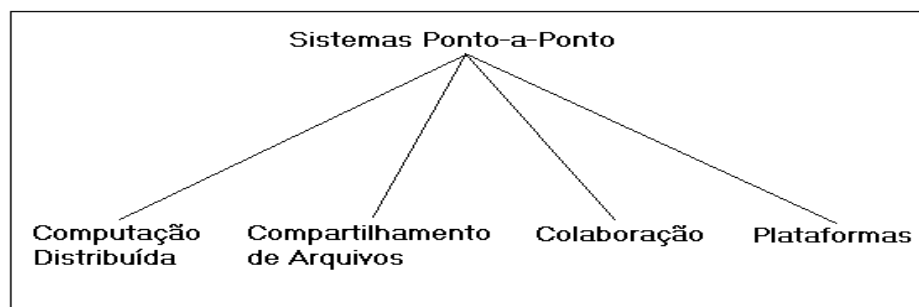 Sistemas Ponto-a-Ponto
Computação
Distribuída
Compartilhamento
de Arquivos
Colaboração
Plataformas